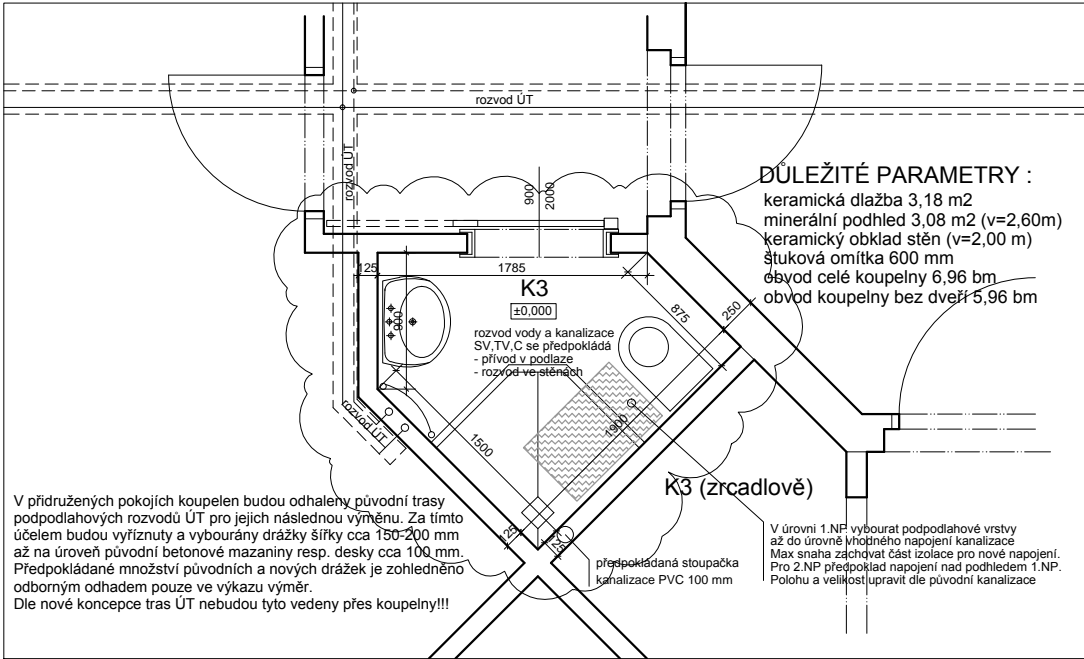 rozvod ÚT
rozvod ÚT
DŮLEŽITÉ PARAMETRY :
keramická dlažba 3,18 m2
minerální podhled 3,08 m2 (v=2,60m)
keramický obklad stěn (v=2,00 m)
štuková omítka 600 mm
obvod celé koupelny 6,96 bm
obvod koupelny bez dveří 5,96 bm
900
2000
125
1785
K3
±0,000
875
250
900
rozvod vody a kanalizace
SV,TV,C se předpokládá
- přívod v podlaze
- rozvod ve stěnách
rozvod ÚT
1500
1900
K3 (zrcadlově)
V přidružených pokojích koupelen budou odhaleny původní trasy
podpodlahových rozvodů ÚT pro jejich následnou výměnu. Za tímto
účelem budou vyříznuty a vybourány drážky šířky cca 150-200 mm
až na úroveň původní betonové mazaniny resp. desky cca 100 mm.
Předpokládané množství původních a nových drážek je zohledněno
odborným odhadem pouze ve výkazu výměr.
Dle nové koncepce tras ÚT nebudou tyto vedeny přes koupelny!!!
125
125
předpokládaná stoupačka
kanalizace PVC 100 mm
V úrovni 1.NP vybourat podpodlahové vrstvy
až do úrovně vhodného napojení kanalizace
Max snaha zachovat část izolace pro nové napojení.
Pro 2.NP předpoklad napojení nad podhledem 1.NP.
Polohu a velikost upravit dle původní kanalizace